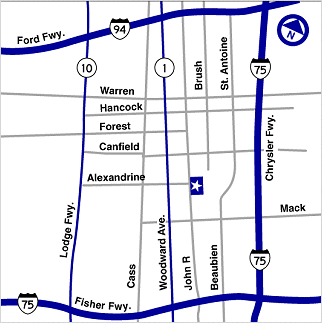 Ford Fwy.
94
N
10
1
Brush
St. Antoine
75
Warren
Hancock
Forest
Canfield
Chrysler Fwy.
Alexandrine
Mack
Lodge Fwy.
Cass
Woodward Ave.
John R
Beaubien
75
75
Fisher Fwy.